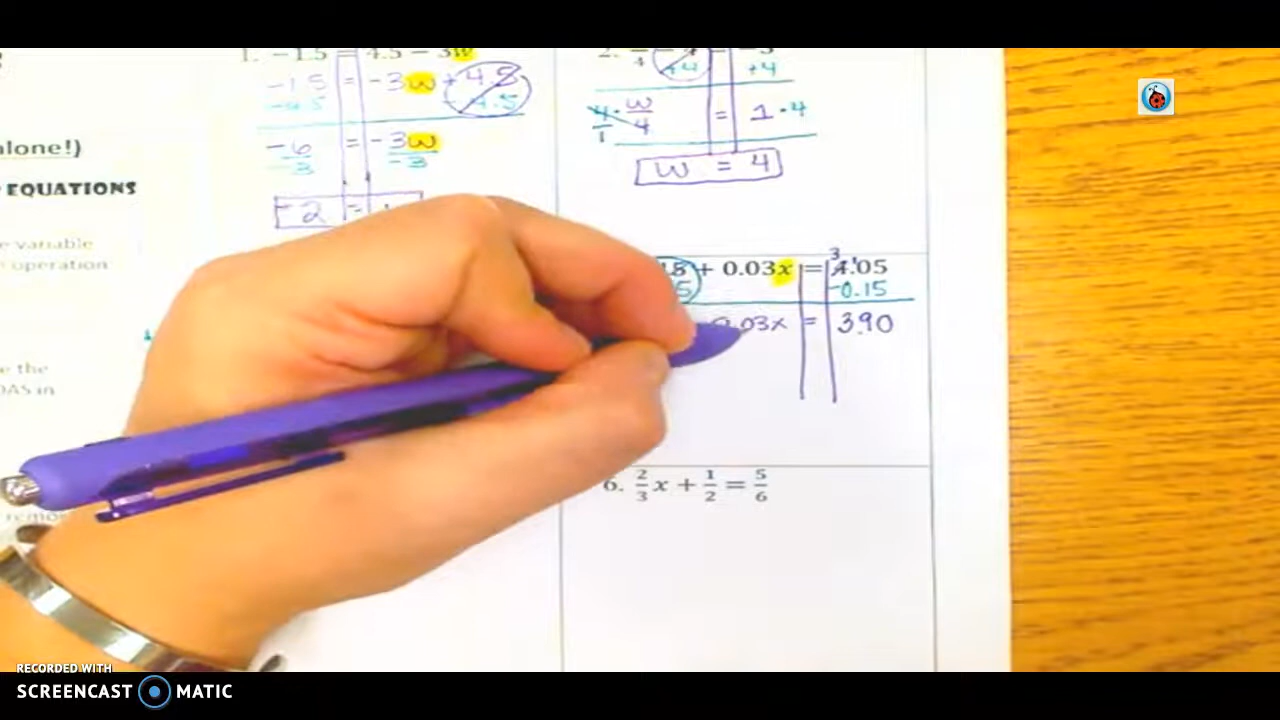 1. −1.5 = 4.5 − 3w
-1.5 = -3w + 4.5
-4.5 -4.5
-6 = -3w
-3 -3
-2 =
+4 +4
4/1 · w/4 = 1 · 4
w = 4
alone!)
EQUATIONS
variable
operation
the
DAS in
+ 0.03x = 4.05
-0.15
0.03x = 3.90
6. 2/3 x + 1/2 = 5/6
RECORDED WITH
SCREENCAST MATIC